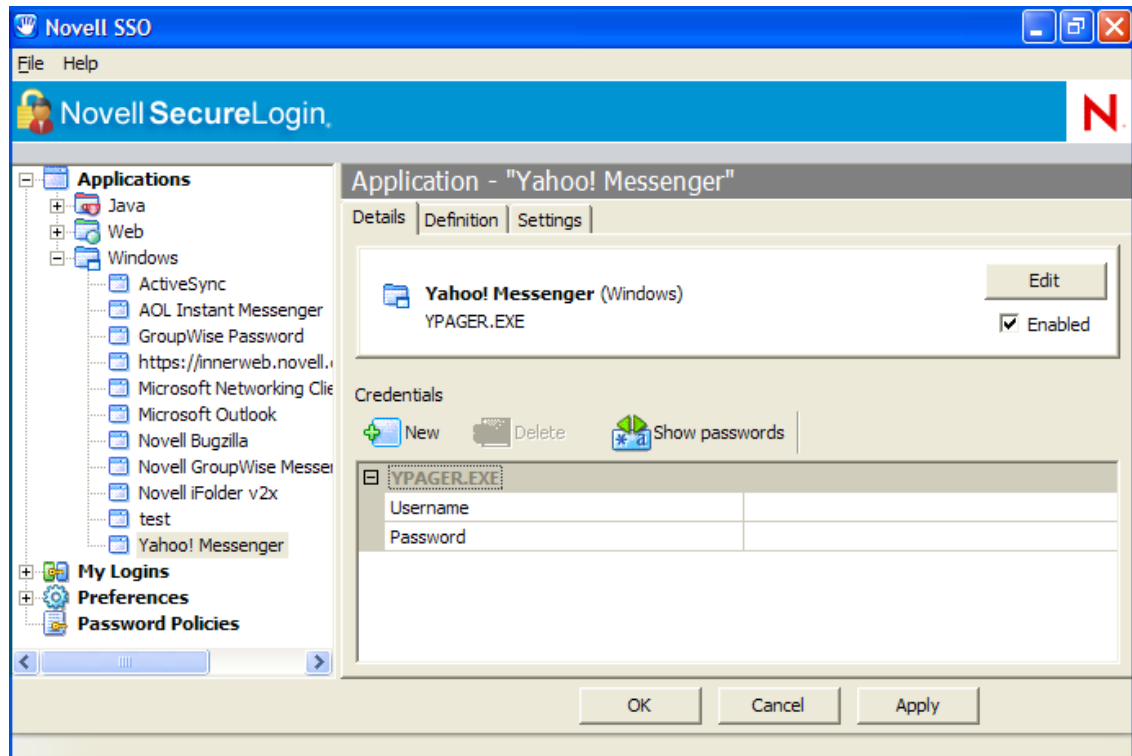 Novell SSO
File Help
Novell SecureLogin
N
Applications
Java
Web
Windows
ActiveSync
AOL Instant Messenger
GroupWise Password
https://innerweb.novell.
Microsoft Networking Clie
Microsoft Outlook
Novell Bugzilla
Novell GroupWise Messer
Novell iFolder v2x
test
Yahoo! Messenger
My Logins
Preferences
Password Policies
Application - "Yahoo! Messenger"
Details Definition Settings
Yahoo! Messenger (Windows)
YPAGER.EXE
Edit
Enabled
Credentials
New Delete Show passwords
YPAGER.EXE
Username
Password
OK Cancel Apply